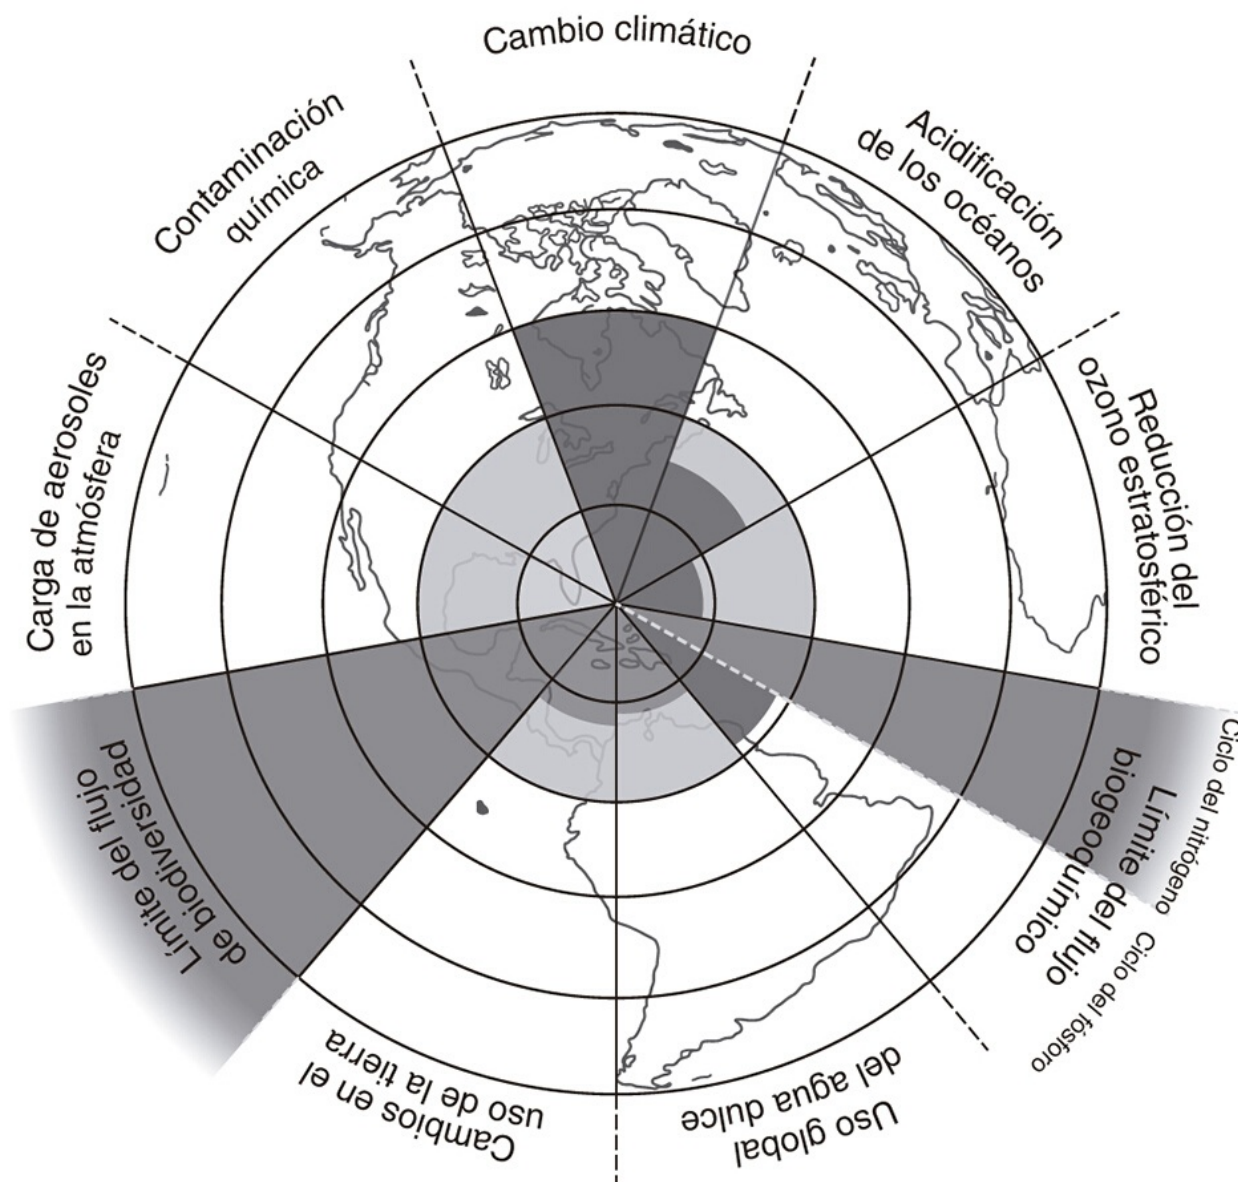 Cambio climático
Acidificación
de los océanos
Reducción del
ozono estratosférico
Ciclo del nitrógeno
Límite del flujo
biogeoquímico
Ciclo del fósforo
Uso global
del agua dulce
Cambios en el
uso de la tierra
Límite del flujo
de biodiversidad
Carga de aerosoles
en la atmósfera
Contaminación
química